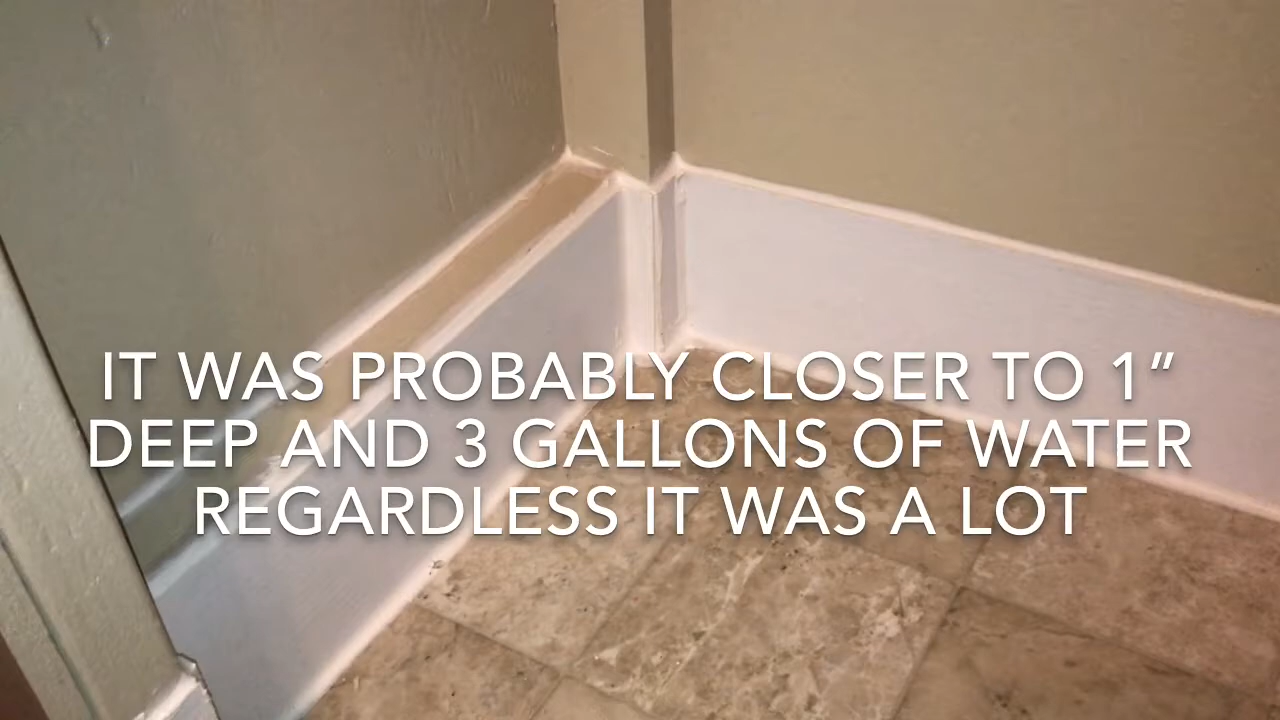 IT WAS PROBABLY CLOSER TO 1”
DEEP AND 3 GALLONS OF WATER
REGARDLESS IT WAS A LOT